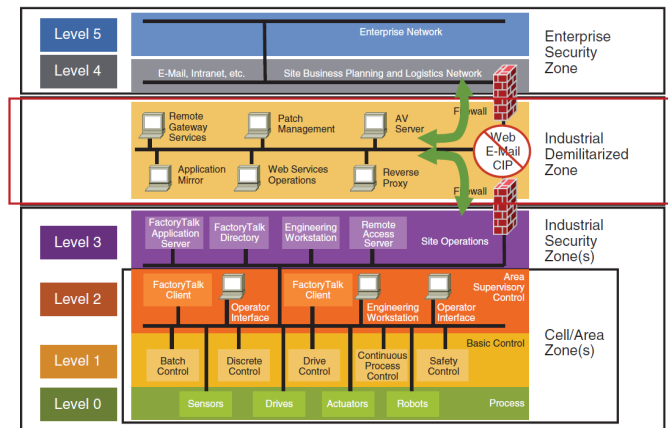 Level 5
Enterprise Network
Enterprise
Security
Zone
Level 4
E-Mail, Intranet, etc.
Site Business Planning and Logistics Network
Firewall
Remote
Gateway
Services
Patch
Management
AV
Server
Web
E-Mail
CIP
Industrial
Demilitarized
Zone
Application
Mirror
Web Services
Operations
Reverse
Proxy
Firewall
Level 3
FactoryTalk
Application
Server
FactoryTalk
Directory
Engineering
Workstation
Remote
Access
Server
Site Operations
Industrial
Security
Zone(s)
Level 2
FactoryTalk
Client
Operator
Interface
FactoryTalk
Client
Engineering
Workstation
Operator
Interface
Area
Supervisory
Control
Basic Control
Cell/Area
Zone(s)
Level 1
Batch
Control
Discrete
Control
Drive
Control
Continuous
Process
Control
Safety
Control
Level 0
Sensors
Drives
Actuators
Robots
Process